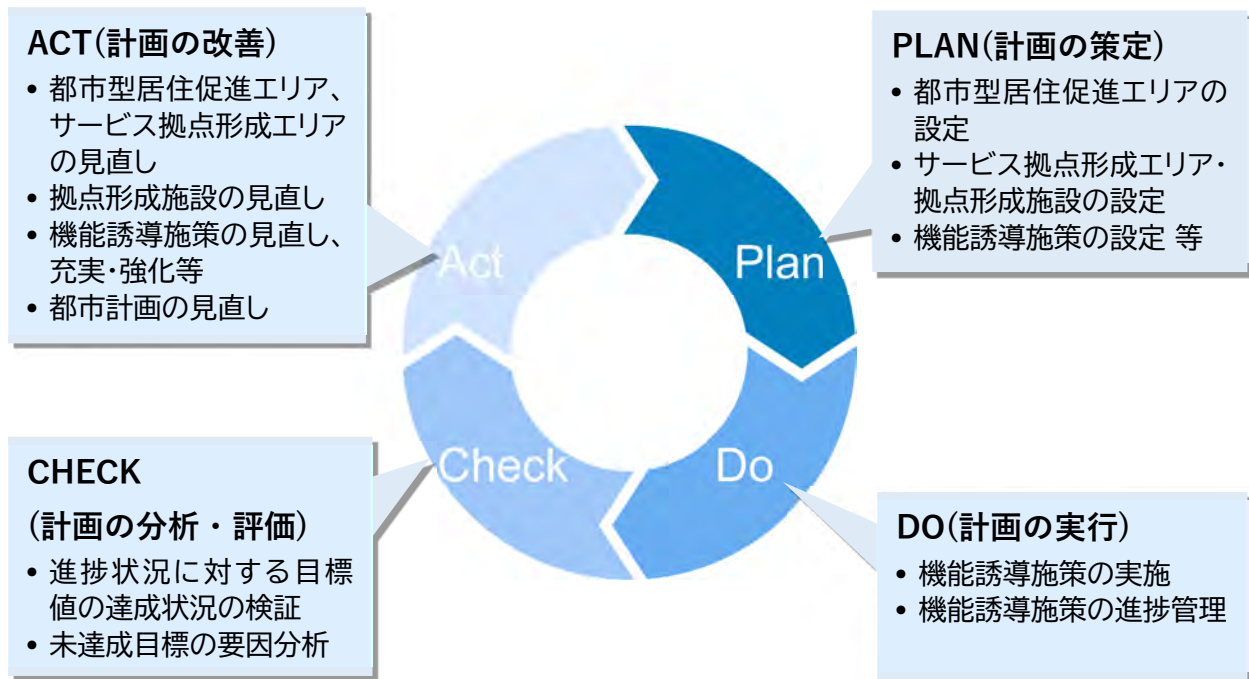 ACT(計画の改善)
• 都市型居住促進エリア、
サービス拠点形成エリア
の見直し
• 拠点形成施設の見直し
• 機能誘導施策の見直し、
充実・強化等
• 都市計画の見直し
PLAN(計画の策定)
• 都市型居住促進エリアの
設定
• サービス拠点形成エリア・
拠点形成施設の設定
• 機能誘導施策の設定 等
Act
Plan
Check
Do
CHECK
(計画の分析・評価)
• 進捗状況に対する目標
値の達成状況の検証
• 未達成目標の要因分析
DO(計画の実行)
• 機能誘導施策の実施
• 機能誘導施策の進捗管理